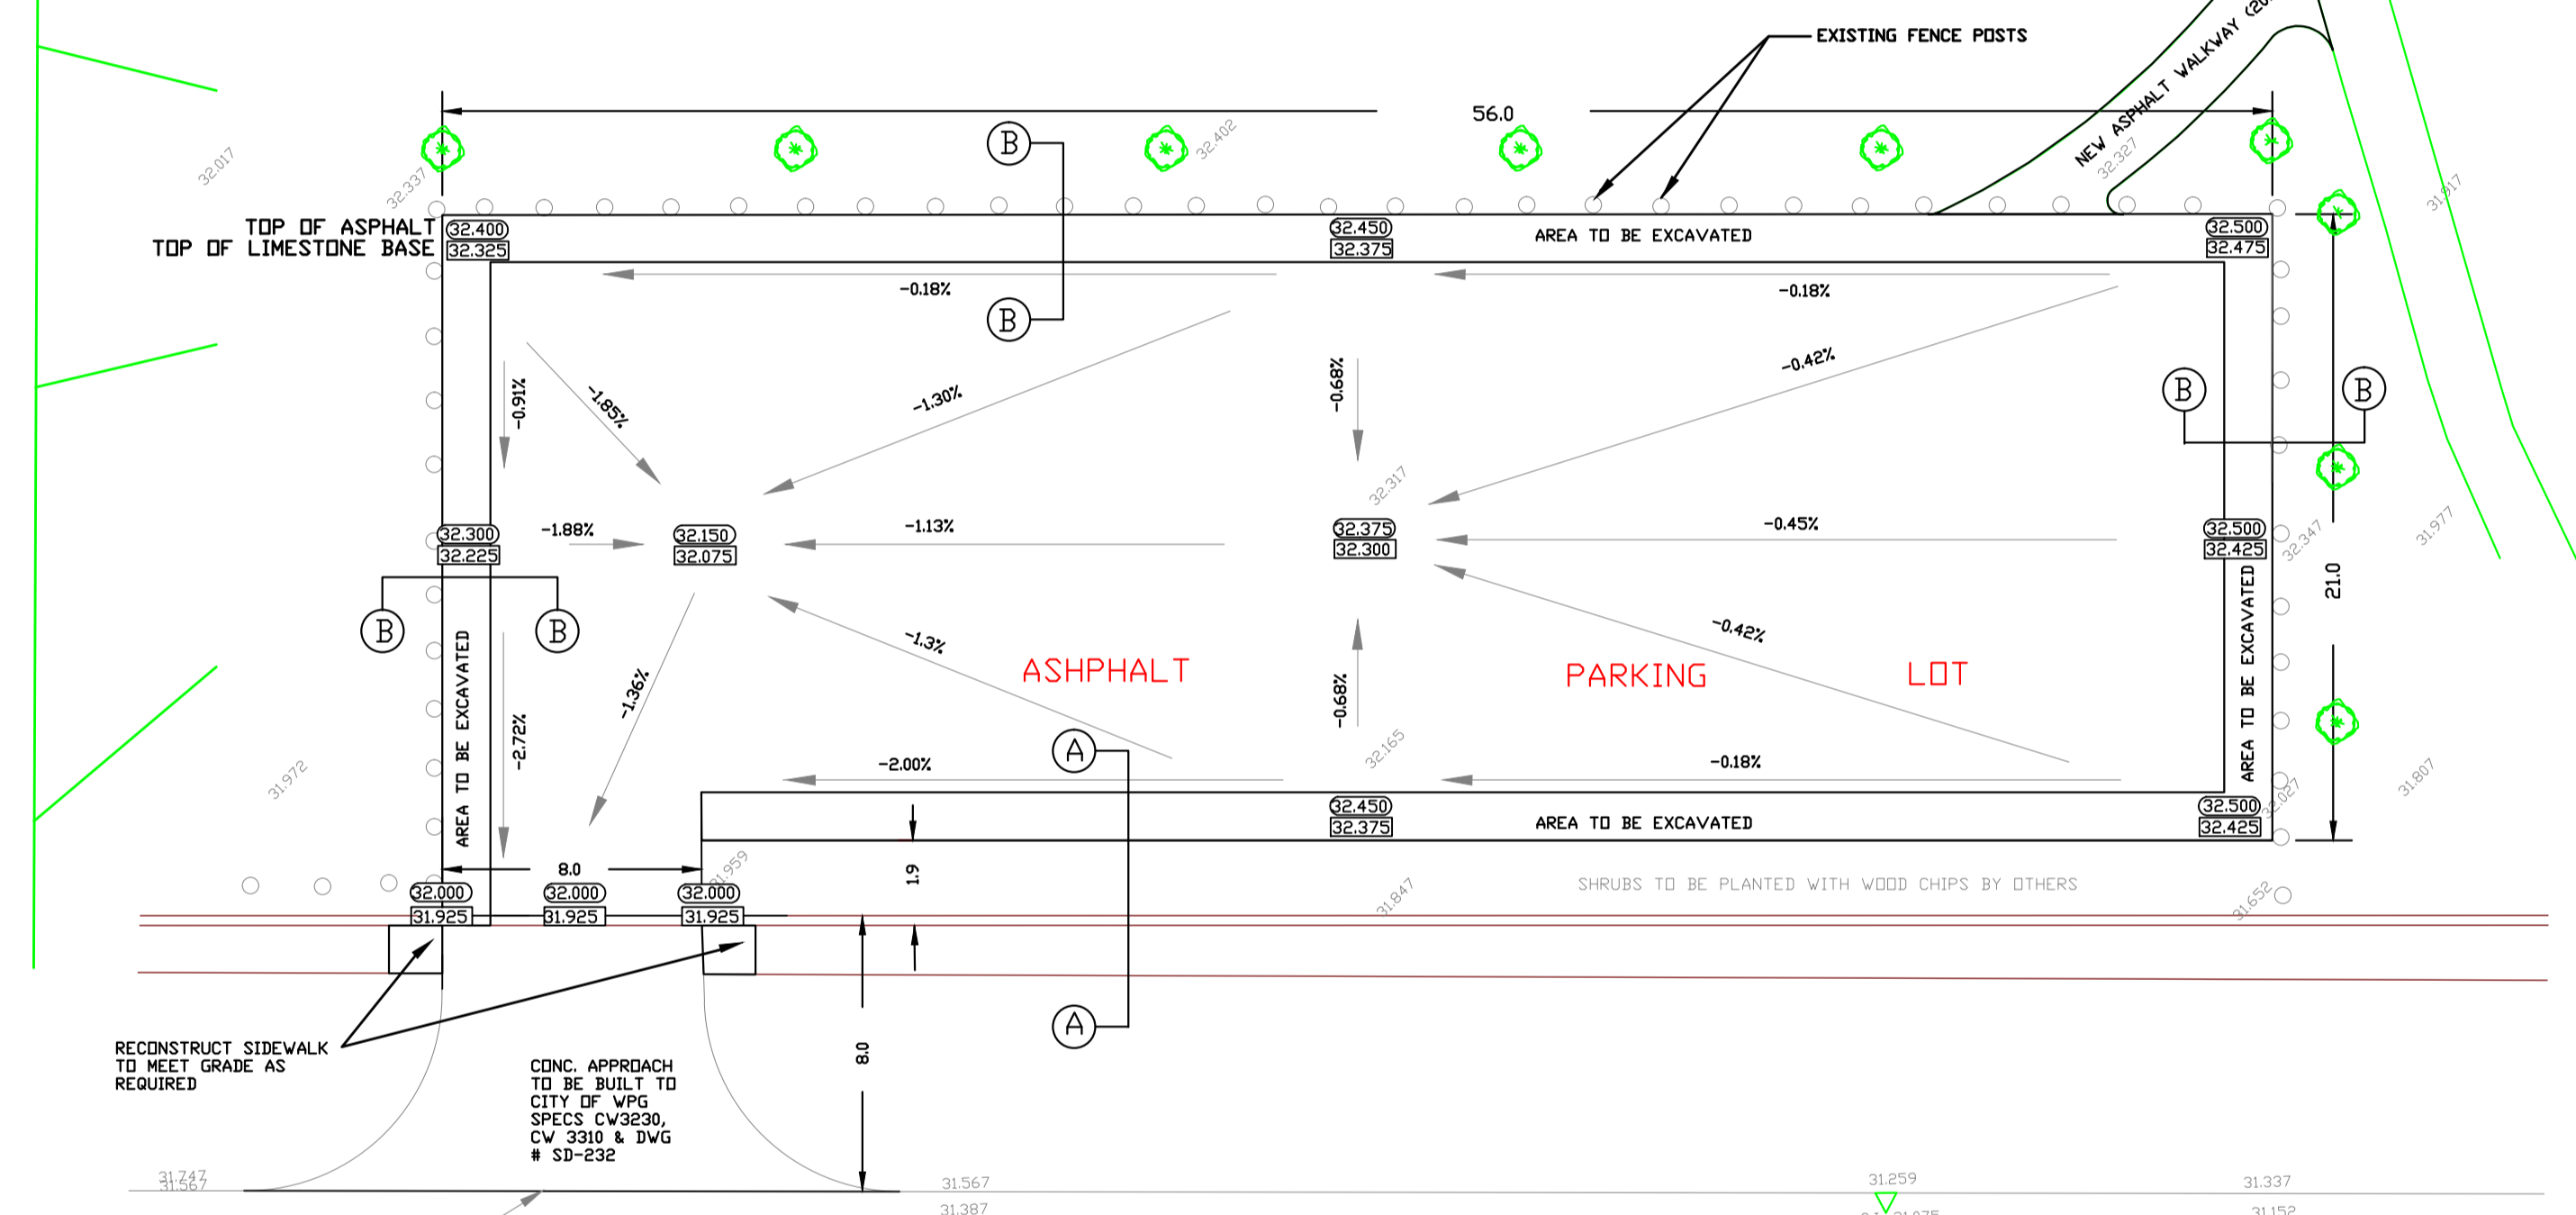 EXISTING FENCE POSTS
NEW ASPHALT WALKWAY
56.0
32.017
32.337
32.402
32.327
31.917
B
TOP OF ASPHALT
TOP OF LIMESTONE BASE
32.400
32.325
32.450
32.375
AREA TO BE EXCAVATED
32.500
32.475
-0.18%
-0.18%
B
-0.91%
-1.85%
-1.30%
-0.68%
-0.42%
B
B
32.317
32.300
32.225
-1.88%
32.150
32.075
-1.13%
32.375
32.300
-0.45%
32.500
32.425
32.347
31.977
21.0
B
B
AREA TO BE EXCAVATED
-2.72%
-1.36%
-1.3%
ASHPHALT
-0.68%
PARKING
LOT
-0.42%
AREA TO BE EXCAVATED
A
31.972
-2.00%
32.165
-0.18%
31.807
32.027
32.450
32.375
AREA TO BE EXCAVATED
32.500
32.425
8.0
31.959
1.9
31.847
SHRUBS TO BE PLANTED WITH WOOD CHIPS BY OTHERS
31.652
32.000
31.925
32.000
31.925
32.000
31.925
A
8.0
RECONSTRUCT SIDEWALK
TO MEET GRADE AS
REQUIRED
CONC. APPROACH
TO BE BUILT TO
CITY OF WPG
SPECS CW3230,
CW 3310 & DWG
# SD-232
31.747
31.567
31.567
31.387
31.259
31.337
31.152